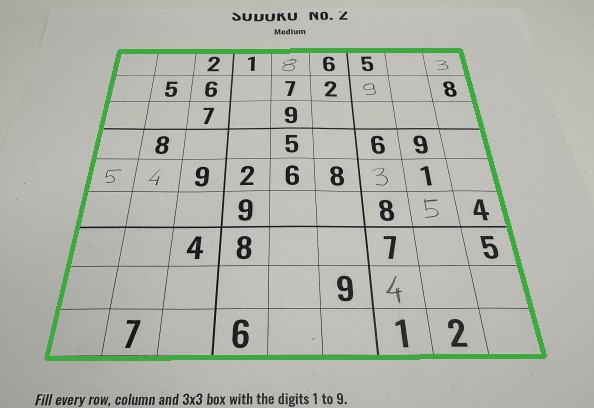 SUDOKU No. 2
Medium
2 1 8 6 5 3
5 6 7 2 9 8
7 9
8 5 6 9
5 4 9 2 6 8 3 1
9 8 5 4
4 8 7 5
9 4
7 6 1 2
Fill every row, column and 3x3 box with the digits 1 to 9.